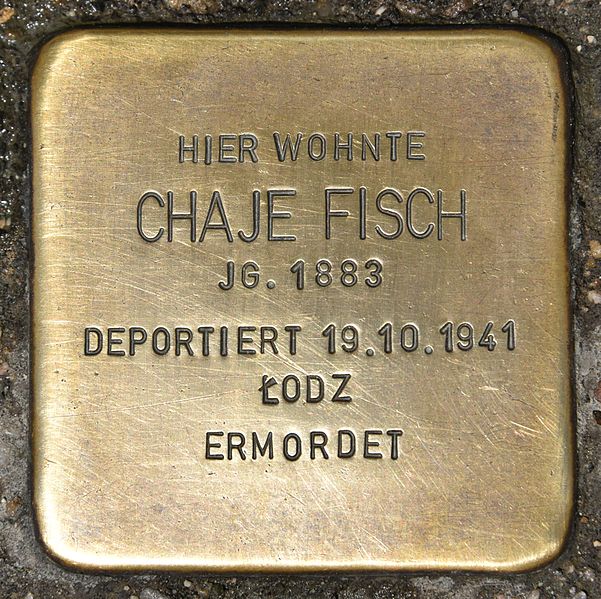 HIER WOHNTE
CHAJE FISCH
JG. 1883
DEPORTIERT 19.10.1941
ŁODZ
ERMORDET